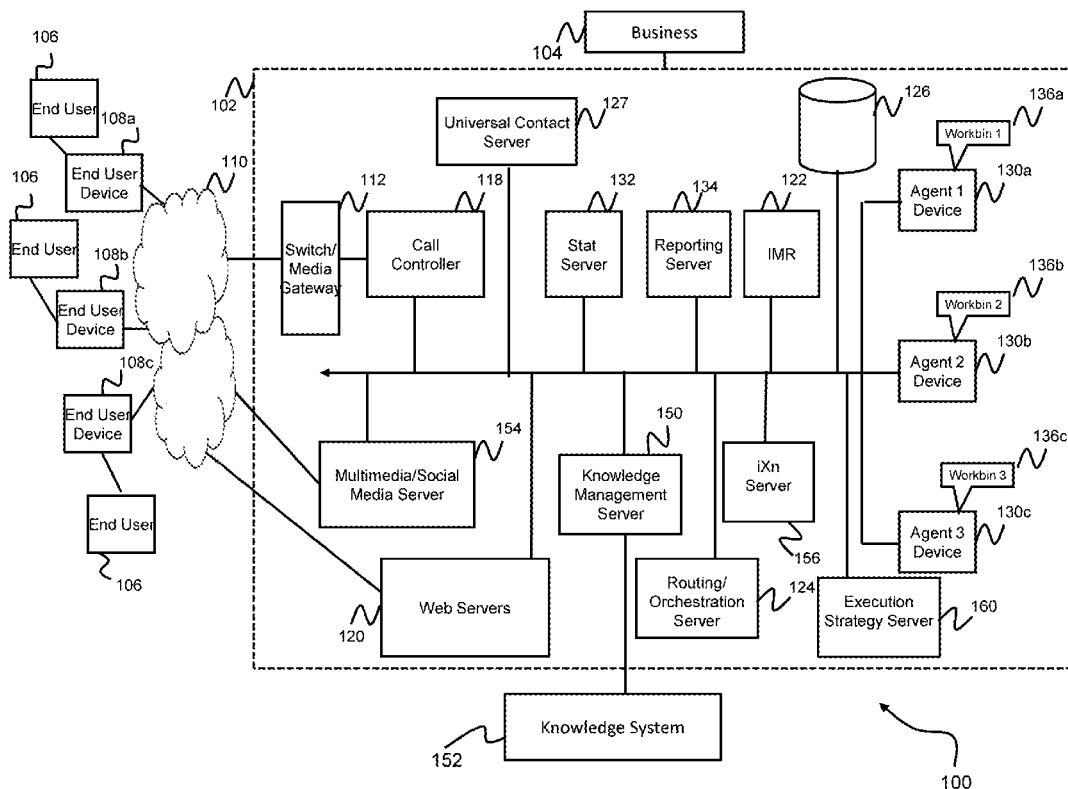 Business
104
106
End User
108a
End User
Device
102
110
127
Universal Contact
Server
126
136a
Workbin 1
Agent 1
Device
130a
106
End User
108b
End User
Device
112
Switch/
Media
Gateway
118
Call
Controller
132
Stat
Server
134
Reporting
Server
122
IMR
136b
Workbin 2
Agent 2
Device
130b
108c
End User
Device
End User
106
154
Multimedia/Social
Media Server
150
Knowledge
Management
Server
iXn
Server
156
136c
Workbin 3
Agent 3
Device
130c
Web Servers
120
Routing/
Orchestration
Server
124
Execution
Strategy Server
160
Knowledge System
152
100